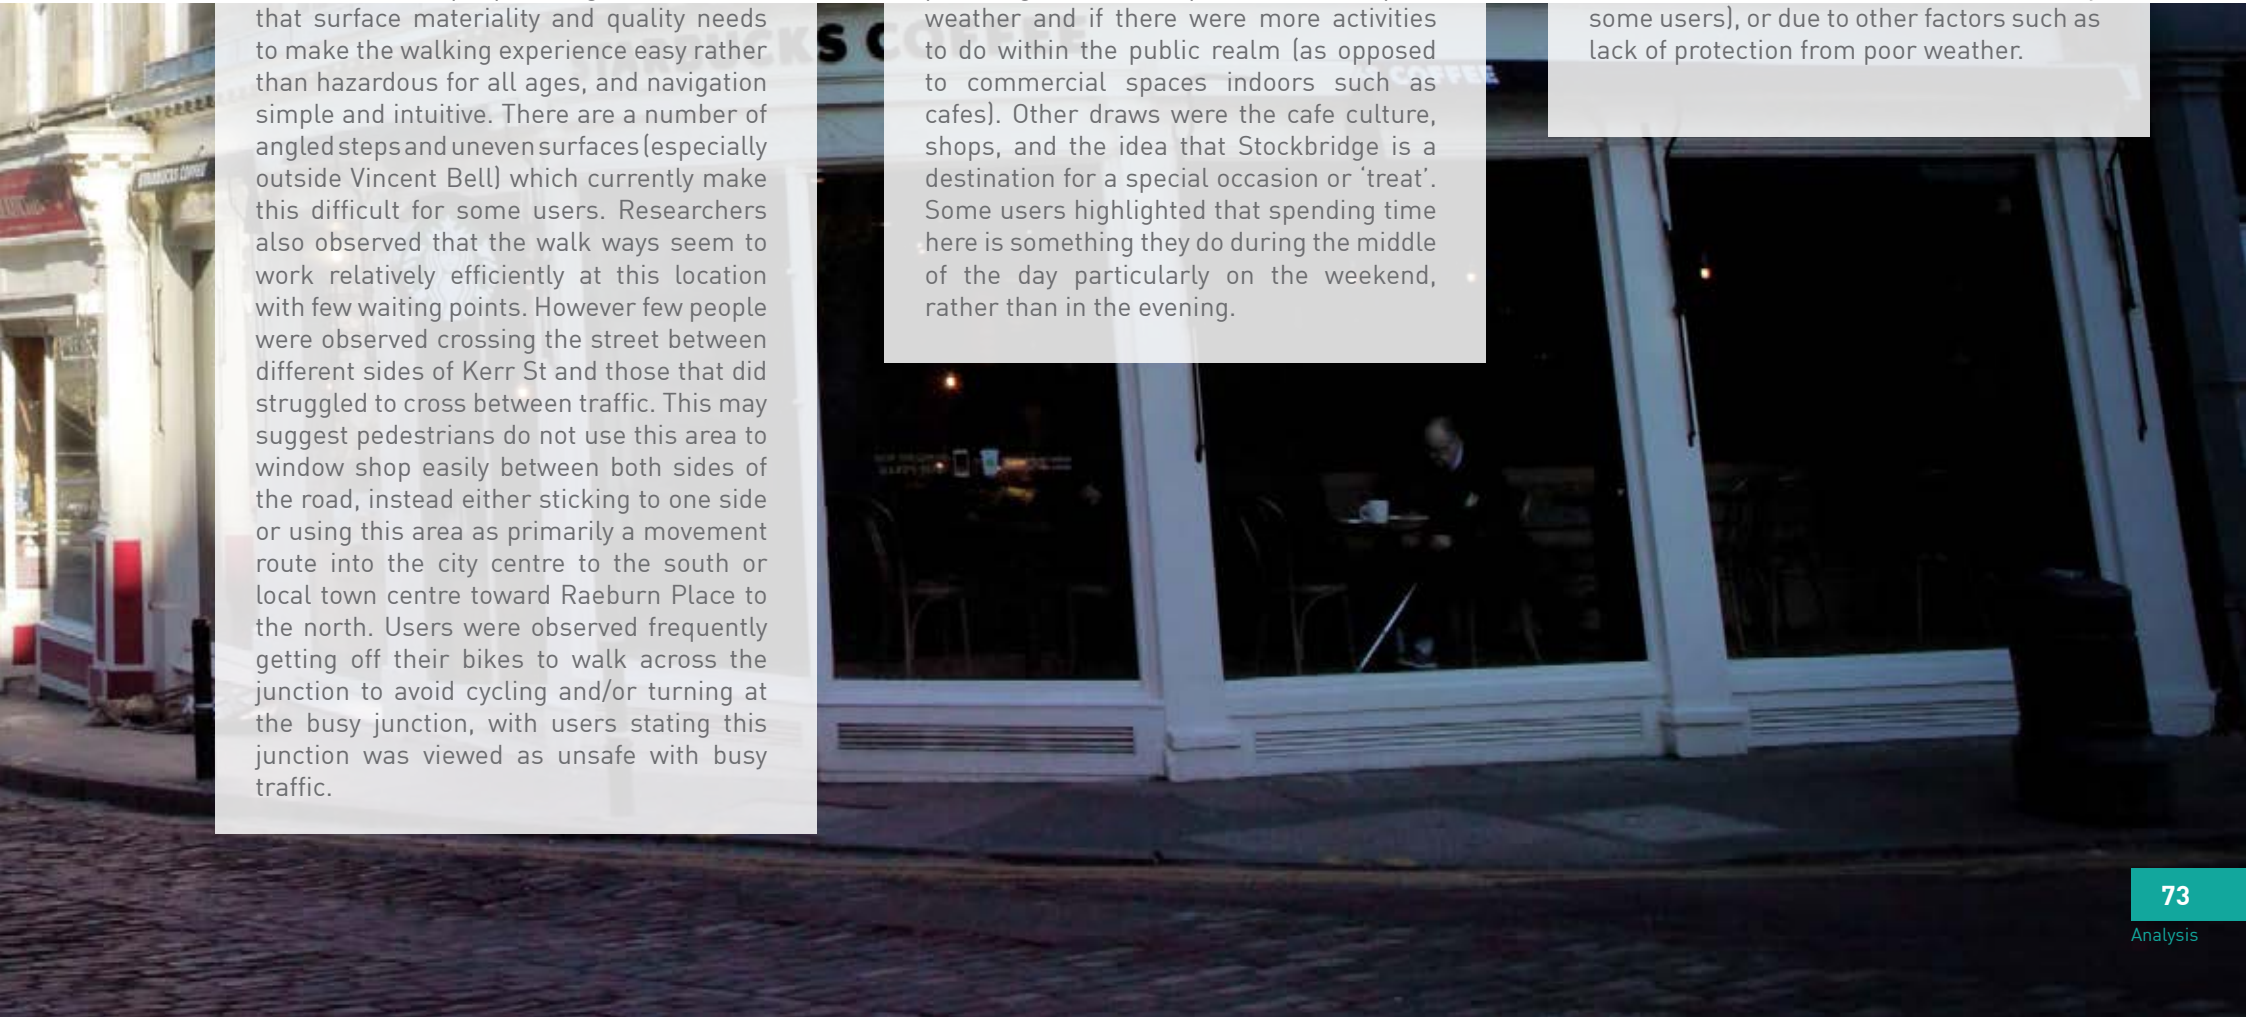 that surface materiality and quality needs
to make the walking experience easy rather
than hazardous for all ages, and navigation
simple and intuitive. There are a number of
angled steps and uneven surfaces (especially
outside Vincent Bell) which currently make
this difficult for some users. Researchers
also observed that the walk ways seem to
work relatively efficiently at this location
with few waiting points. However few people
were observed crossing the street between
different sides of Kerr St and those that did
struggled to cross between traffic. This may
suggest pedestrians do not use this area to
window shop easily between both sides of
the road, instead either sticking to one side
or using this area as primarily a movement
route into the city centre to the south or
local town centre toward Raeburn Place to
the north. Users were observed frequently
getting off their bikes to walk across the
junction to avoid cycling and/or turning at
the busy junction, with users stating this
junction was viewed as unsafe with busy
traffic.
weather and if there were more activities
to do within the public realm (as opposed
to commercial spaces indoors such as
cafes). Other draws were the cafe culture,
shops, and the idea that Stockbridge is a
destination for a special occasion or ‘treat’.
Some users highlighted that spending time
here is something they do during the middle
of the day particularly on the weekend,
rather than in the evening.
some users), or due to other factors such as
lack of protection from poor weather.
STARBUCKS COFFEE
COFFEE
STARBUCKS COFFEE
73
Analysis